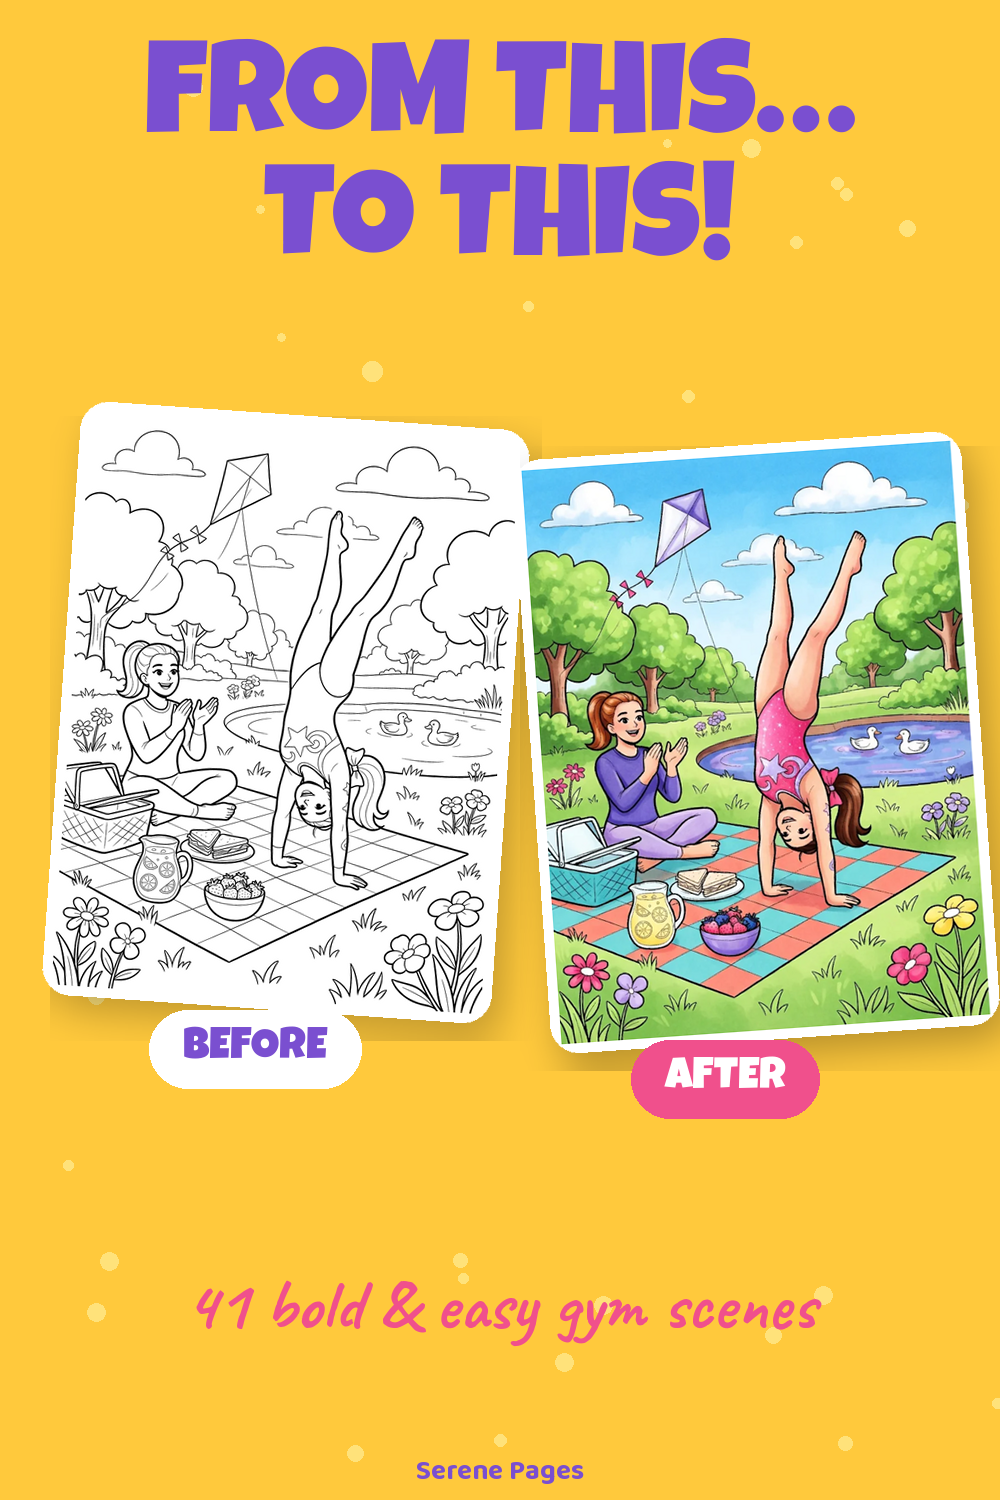 FROM THIS...
TO THIS!
BEFORE
AFTER
41 bold & easy gym scenes
Serene Pages